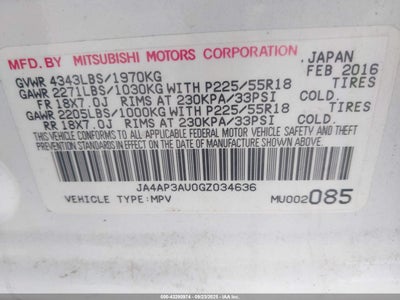 MFD. BY MITSUBISHI MOTORS CORPORATION, JAPAN
GVWR 4343LBS/1970KG FEB 2016
GAWR 2271LBS/1030KG WITH P225/55R18 TIRES
FR 18X7.0J RIMS AT 230KPA/33PSI COLD.
GAWR 2205LBS/1000KG WITH P225/55R18 TIRES
RR 18X7.0J RIMS AT 230KPA/33PSI COLD.
THIS VEHICLE CONFORMS TO ALL APPLICABLE FEDERAL
MOTOR VEHICLE SAFETY AND THEFT PREVENTION STANDARDS
IN EFFECT ON THE DATE OF MANUFACTURE SHOWN ABOVE.
JA4AP3AU0GZ034636
VEHICLE TYPE:MPV MU002085